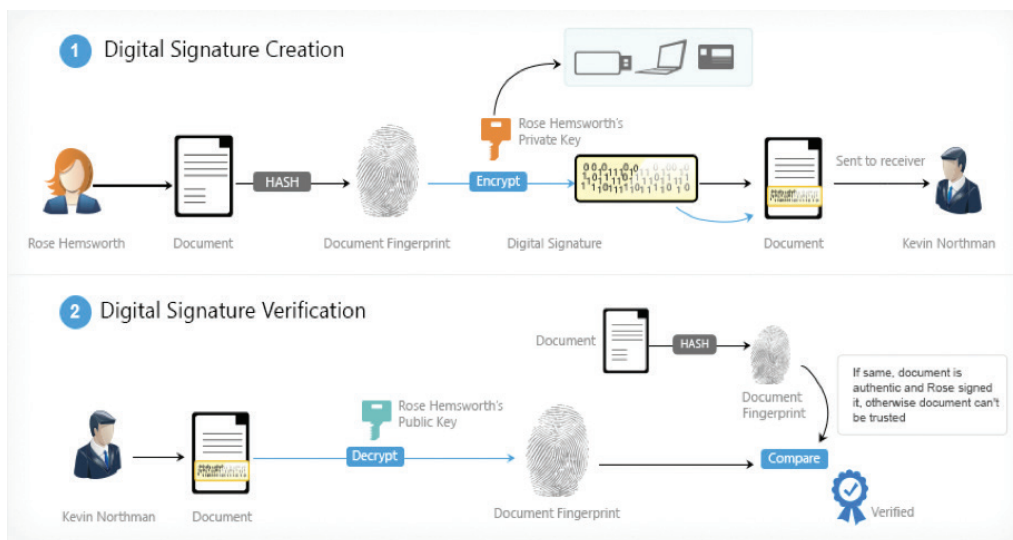 1 Digital Signature Creation
Rose Hemsworth's
Private Key
HASH
Encrypt
Sent to receiver
Rose Hemsworth
Document
Document Fingerprint
Digital Signature
Document
Kevin Northman
2 Digital Signature Verification
Document
HASH
Document
Fingerprint
If same, document is
authentic and Rose signed
it, otherwise document can't
be trusted
Rose Hemsworth's
Public Key
Decrypt
Compare
Kevin Northman
Document
Document Fingerprint
Verified